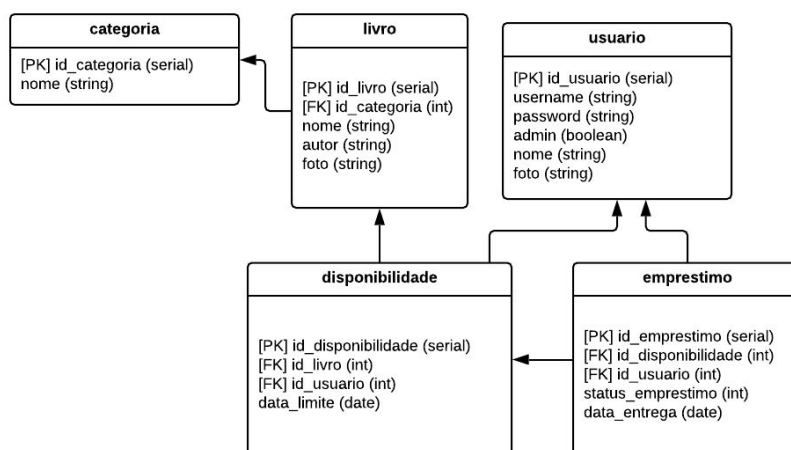 categoria
[PK] id_categoria (serial)
nome (string)
livro
[PK] id_livro (serial)
[FK] id_categoria (int)
nome (string)
autor (string)
foto (string)
usuario
[PK] id_usuario (serial)
username (string)
password (string)
admin (boolean)
nome (string)
foto (string)
disponibilidade
[PK] id_disponibilidade (serial)
[FK] id_livro (int)
[FK] id_usuario (int)
data_limite (date)
emprestimo
[PK] id_emprestimo (serial)
[FK] id_disponibilidade (int)
[FK] id_usuario (int)
status_emprestimo (int)
data_entrega (date)